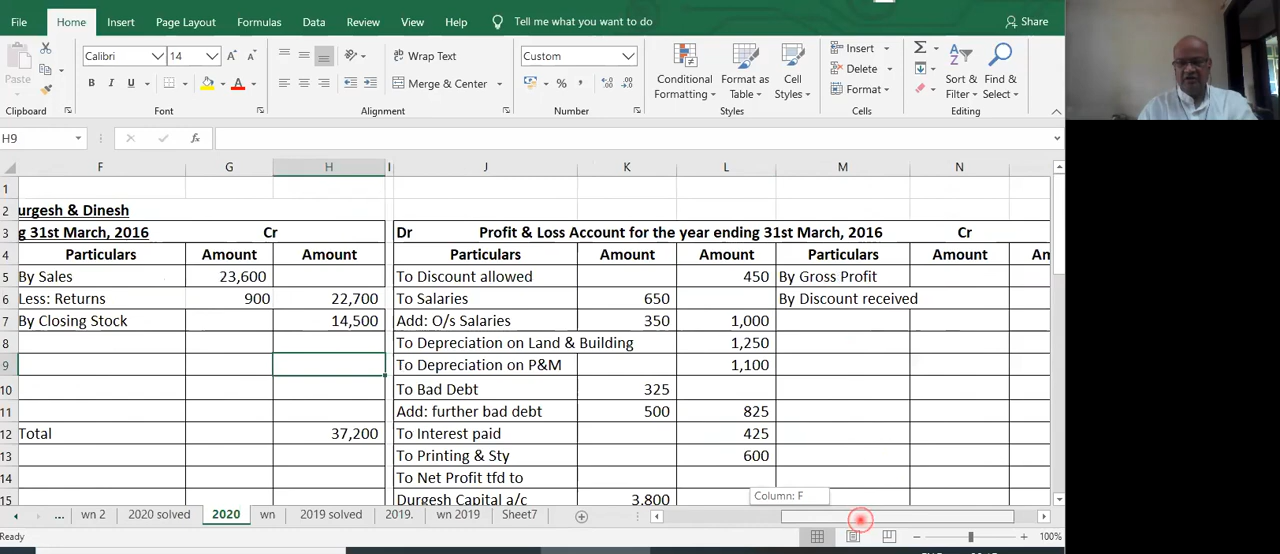 File Home Insert Page Layout Formulas Data Review View Help Tell me what you want to do Share
Calibri 14 Wrap Text Custom Insert
Paste B I U A Merge & Center % Conditional Formatting Format as Table Cell Styles Delete Format Sort & Filter Find & Select
Clipboard Font Alignment Number Styles Cells Editing
H9 fx
F G H I J K L M N
1
2 urgesh & Dinesh
3 g 31st March, 2016 Cr Dr Profit & Loss Account for the year ending 31st March, 2016 Cr
4 Particulars Amount Amount Particulars Amount Amount Particulars Amount An
5 By Sales 23,600 To Discount allowed 450 By Gross Profit
6 Less: Returns 900 22,700 To Salaries 650 By Discount received
7 By Closing Stock 14,500 Add: O/s Salaries 350 1,000
8 To Depreciation on Land & Building 1,250
9 To Depreciation on P&M 1,100
10 To Bad Debt 325
11 Add: further bad debt 500 825
12 Total 37,200 To Interest paid 425
13 To Printing & Sty 600
14 To Net Profit tfd to
15 Durgesh Capital a/c 3,800
Column: F
... wn 2 2020 solved 2020 wn 2019 solved 2019. wn 2019 Sheet7
Ready 100%